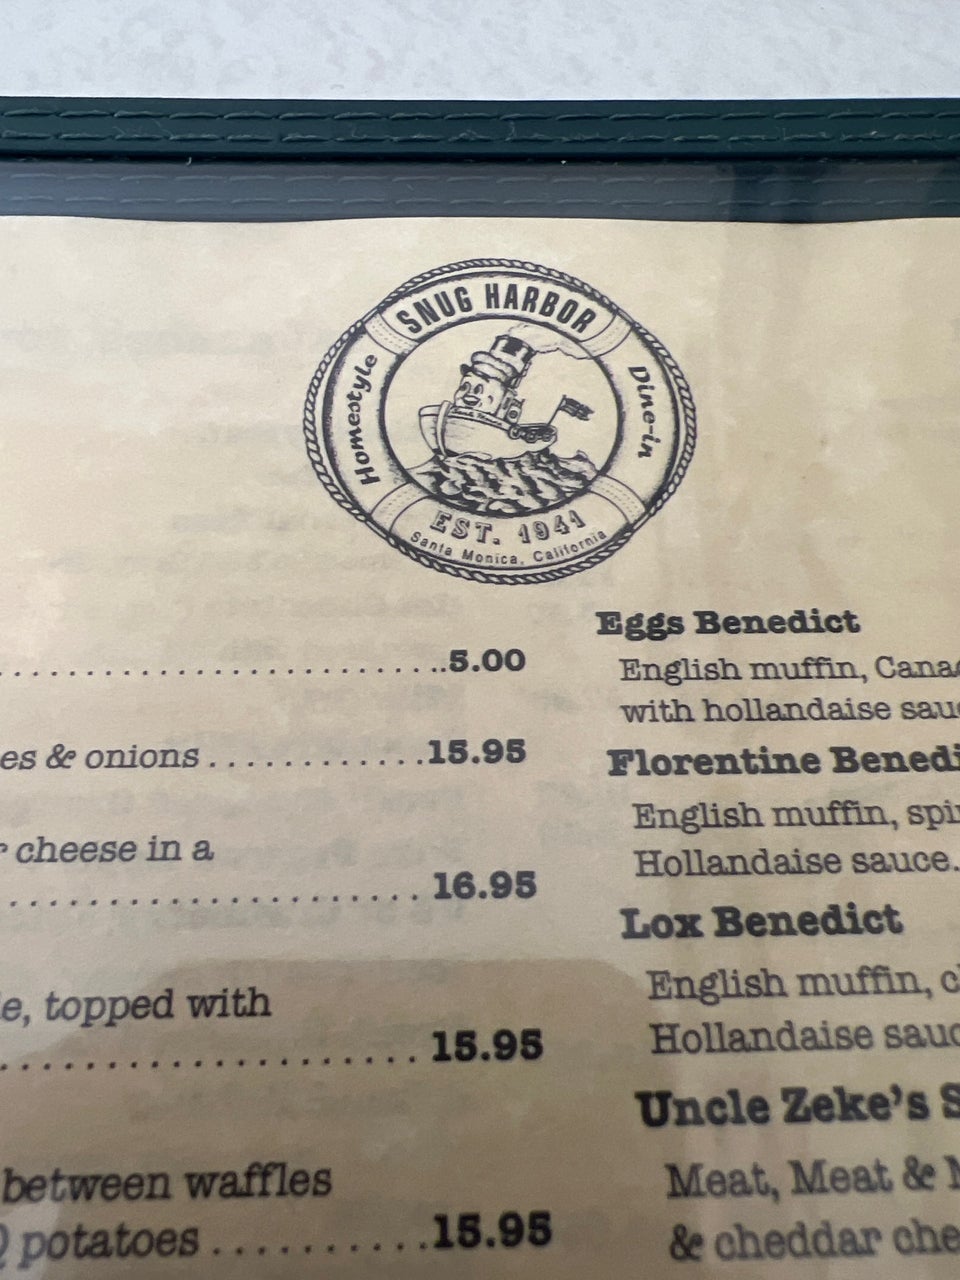 SNUG HARBOR
Homestyle
Dine-in
EST. 1941
Santa Monica, California
..........................5.00
es & onions ............15.95
cheese in a
........................ 16.95
e, topped with
........................ 15.95
between waffles
potatoes ...........15.95
Eggs Benedict
English muffin, Cana
with hollandaise sau
Florentine Benedi
English muffin, spi
Hollandaise sauce.
Lox Benedict
English muffin, c
Hollandaise sauc
Uncle Zeke's S
Meat, Meat & M
& cheddar che